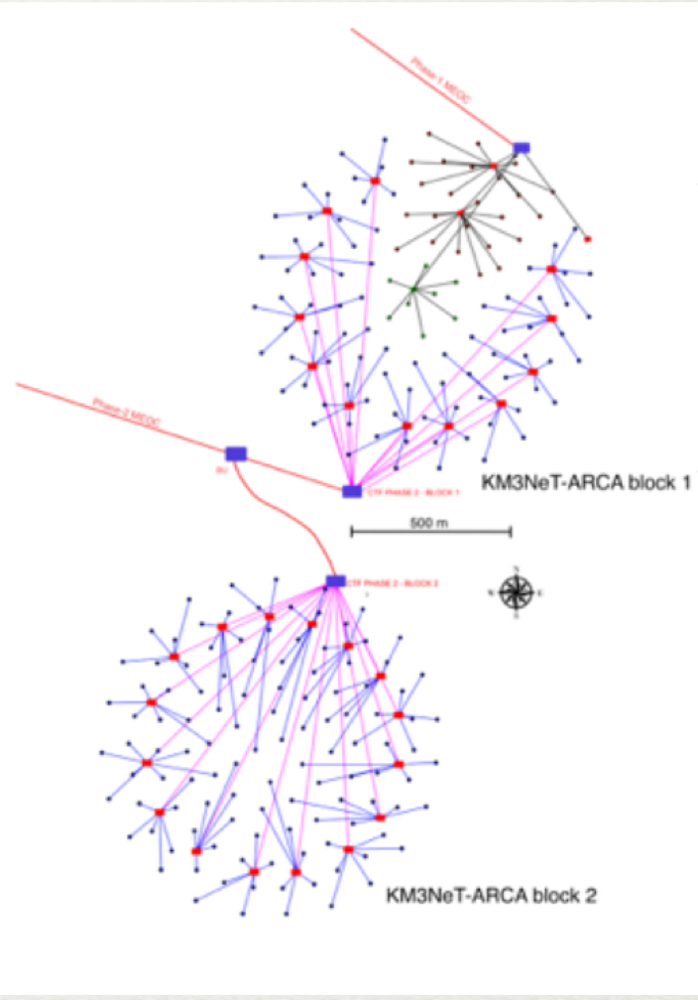 Phase-1 MEOC
Phase-2 MEOC
BU
CTF PHASE 2 - BLOCK 1
KM3NeT-ARCA block 1
500 m
CTF PHASE 2 - BLOCK 2
N
E
S
KM3NeT-ARCA block 2